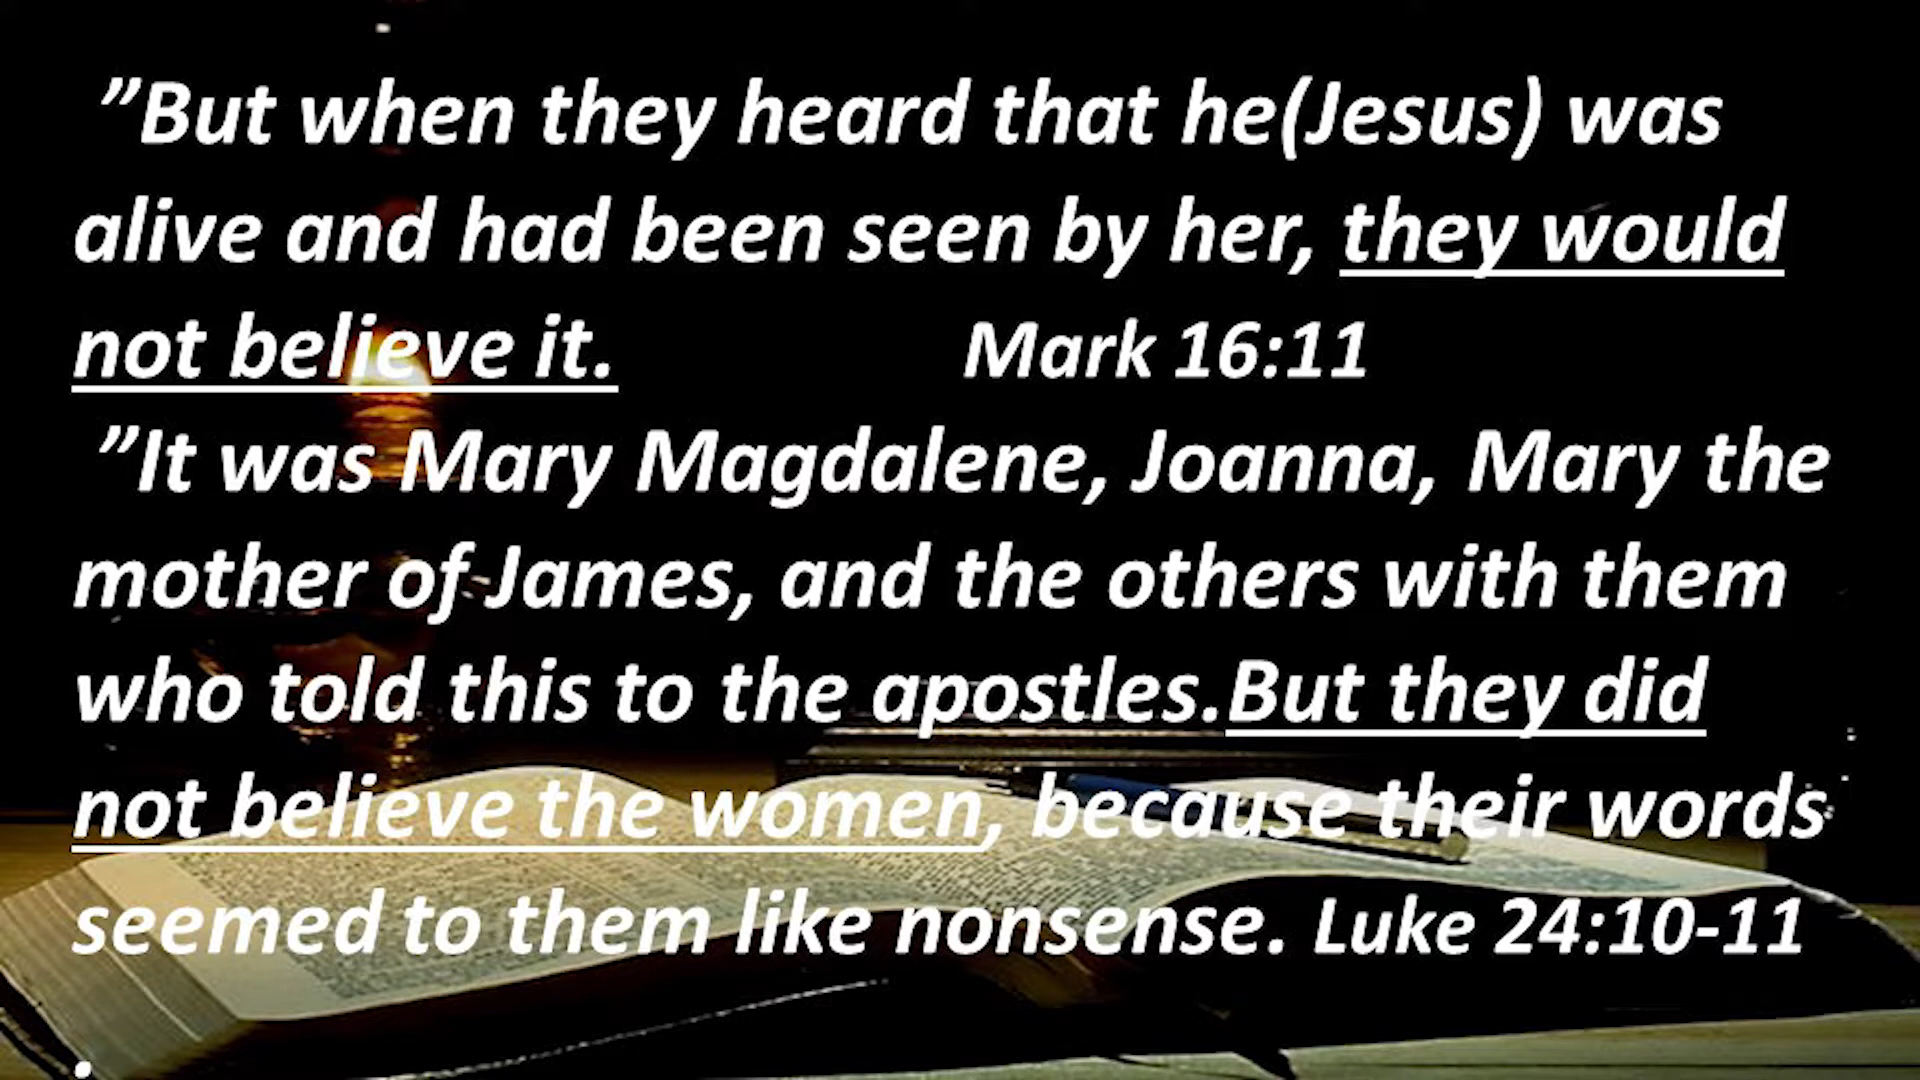 ”But when they heard that he(Jesus) was
alive and had been seen by her, they would
not believe it. Mark 16:11
”It was Mary Magdalene, Joanna, Mary the
mother of James, and the others with them
who told this to the apostles.But they did
not believe the women, because their words
seemed to them like nonsense. Luke 24:10-11
.